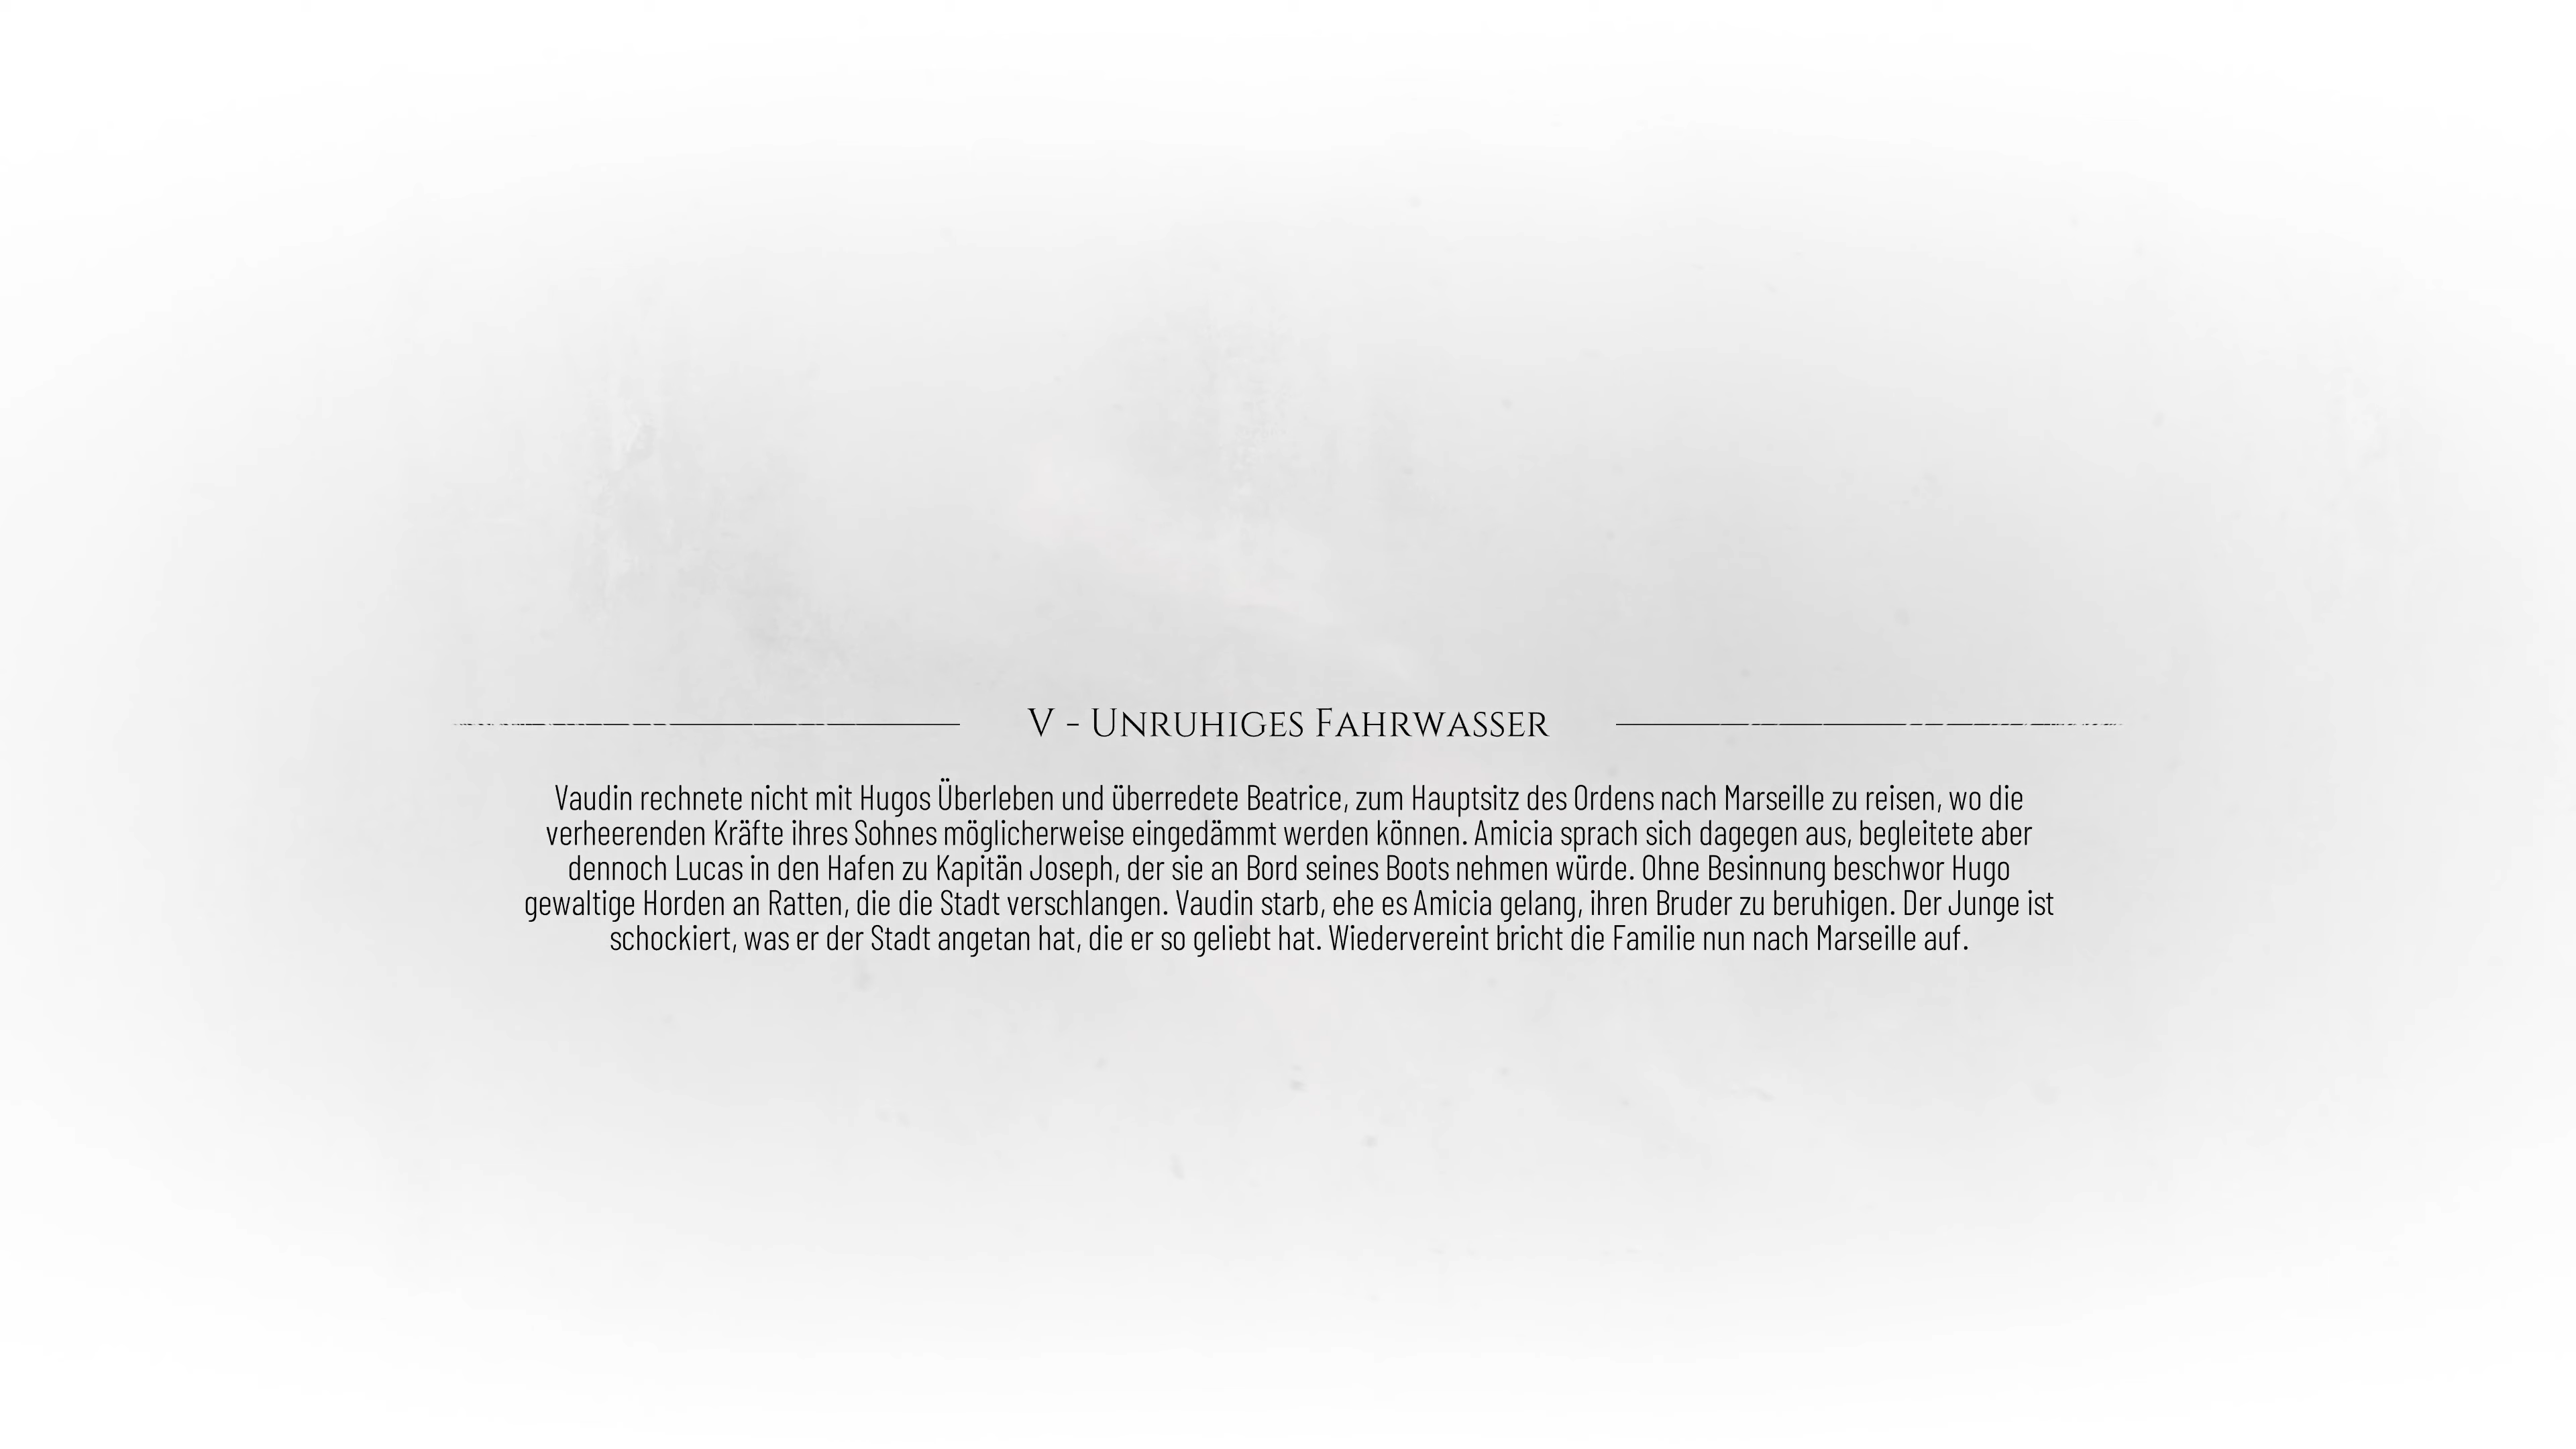 V - Unruhiges Fahrwasser
Vaudin rechnete nicht mit Hugos Überleben und überredete Beatrice, zum Hauptsitz des Ordens nach Marseille zu reisen, wo die
verheerenden Kräfte ihres Sohnes möglicherweise eingedämmt werden können. Amicia sprach sich dagegen aus, begleitete aber
dennoch Lucas in den Hafen zu Kapitän Joseph, der sie an Bord seines Boots nehmen würde. Ohne Besinnung beschwor Hugo
gewaltige Horden an Ratten, die die Stadt verschlangen. Vaudin starb, ehe es Amicia gelang, ihren Bruder zu beruhigen. Der Junge ist
schockiert, was er der Stadt angetan hat, die er so geliebt hat. Wiedervereint bricht die Familie nun nach Marseille auf.